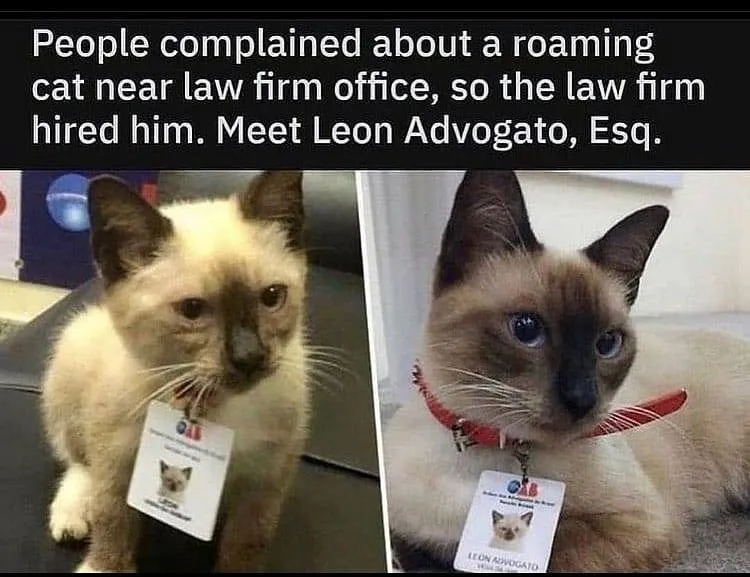 People complained about a roaming
cat near law firm office, so the law firm
hired him. Meet Leon Advogato, Esq.
OAB
OAB
LEON ADVOGATO